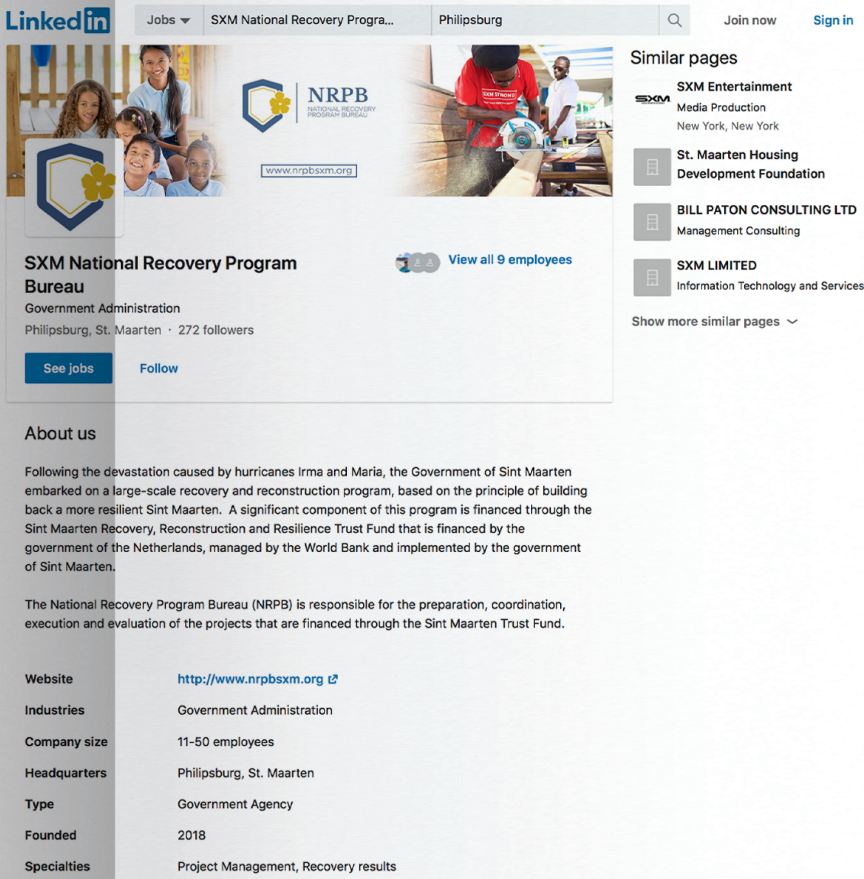 Linked in
Jobs
SXM National Recovery Progra...
Philipsburg
Join now
Sign in
NRPB
NATIONAL RECOVERY
PROGRAM BUREAU
www.nrpbsxm.org
SXM STRONG
SXM National Recovery Program
Bureau
Government Administration
Philipsburg, St. Maarten · 272 followers
View all 9 employees
See jobs
Follow
Similar pages
SXM
SXM Entertainment
Media Production
New York, New York
St. Maarten Housing
Development Foundation
BILL PATON CONSULTING LTD
Management Consulting
SXM LIMITED
Information Technology and Services
Show more similar pages
About us
Following the devastation caused by hurricanes Irma and Maria, the Government of Sint Maarten
embarked on a large-scale recovery and reconstruction program, based on the principle of building
back a more resilient Sint Maarten.  A significant component of this program is financed through the
Sint Maarten Recovery, Reconstruction and Resilience Trust Fund that is financed by the
government of the Netherlands, managed by the World Bank and implemented by the government
of Sint Maarten.
The National Recovery Program Bureau (NRPB) is responsible for the preparation, coordination,
execution and evaluation of the projects that are financed through the Sint Maarten Trust Fund.
Website http://www.nrpbsxm.org
Industries Government Administration
Company size 11-50 employees
Headquarters Philipsburg, St. Maarten
Type Government Agency
Founded 2018
Specialties Project Management, Recovery results